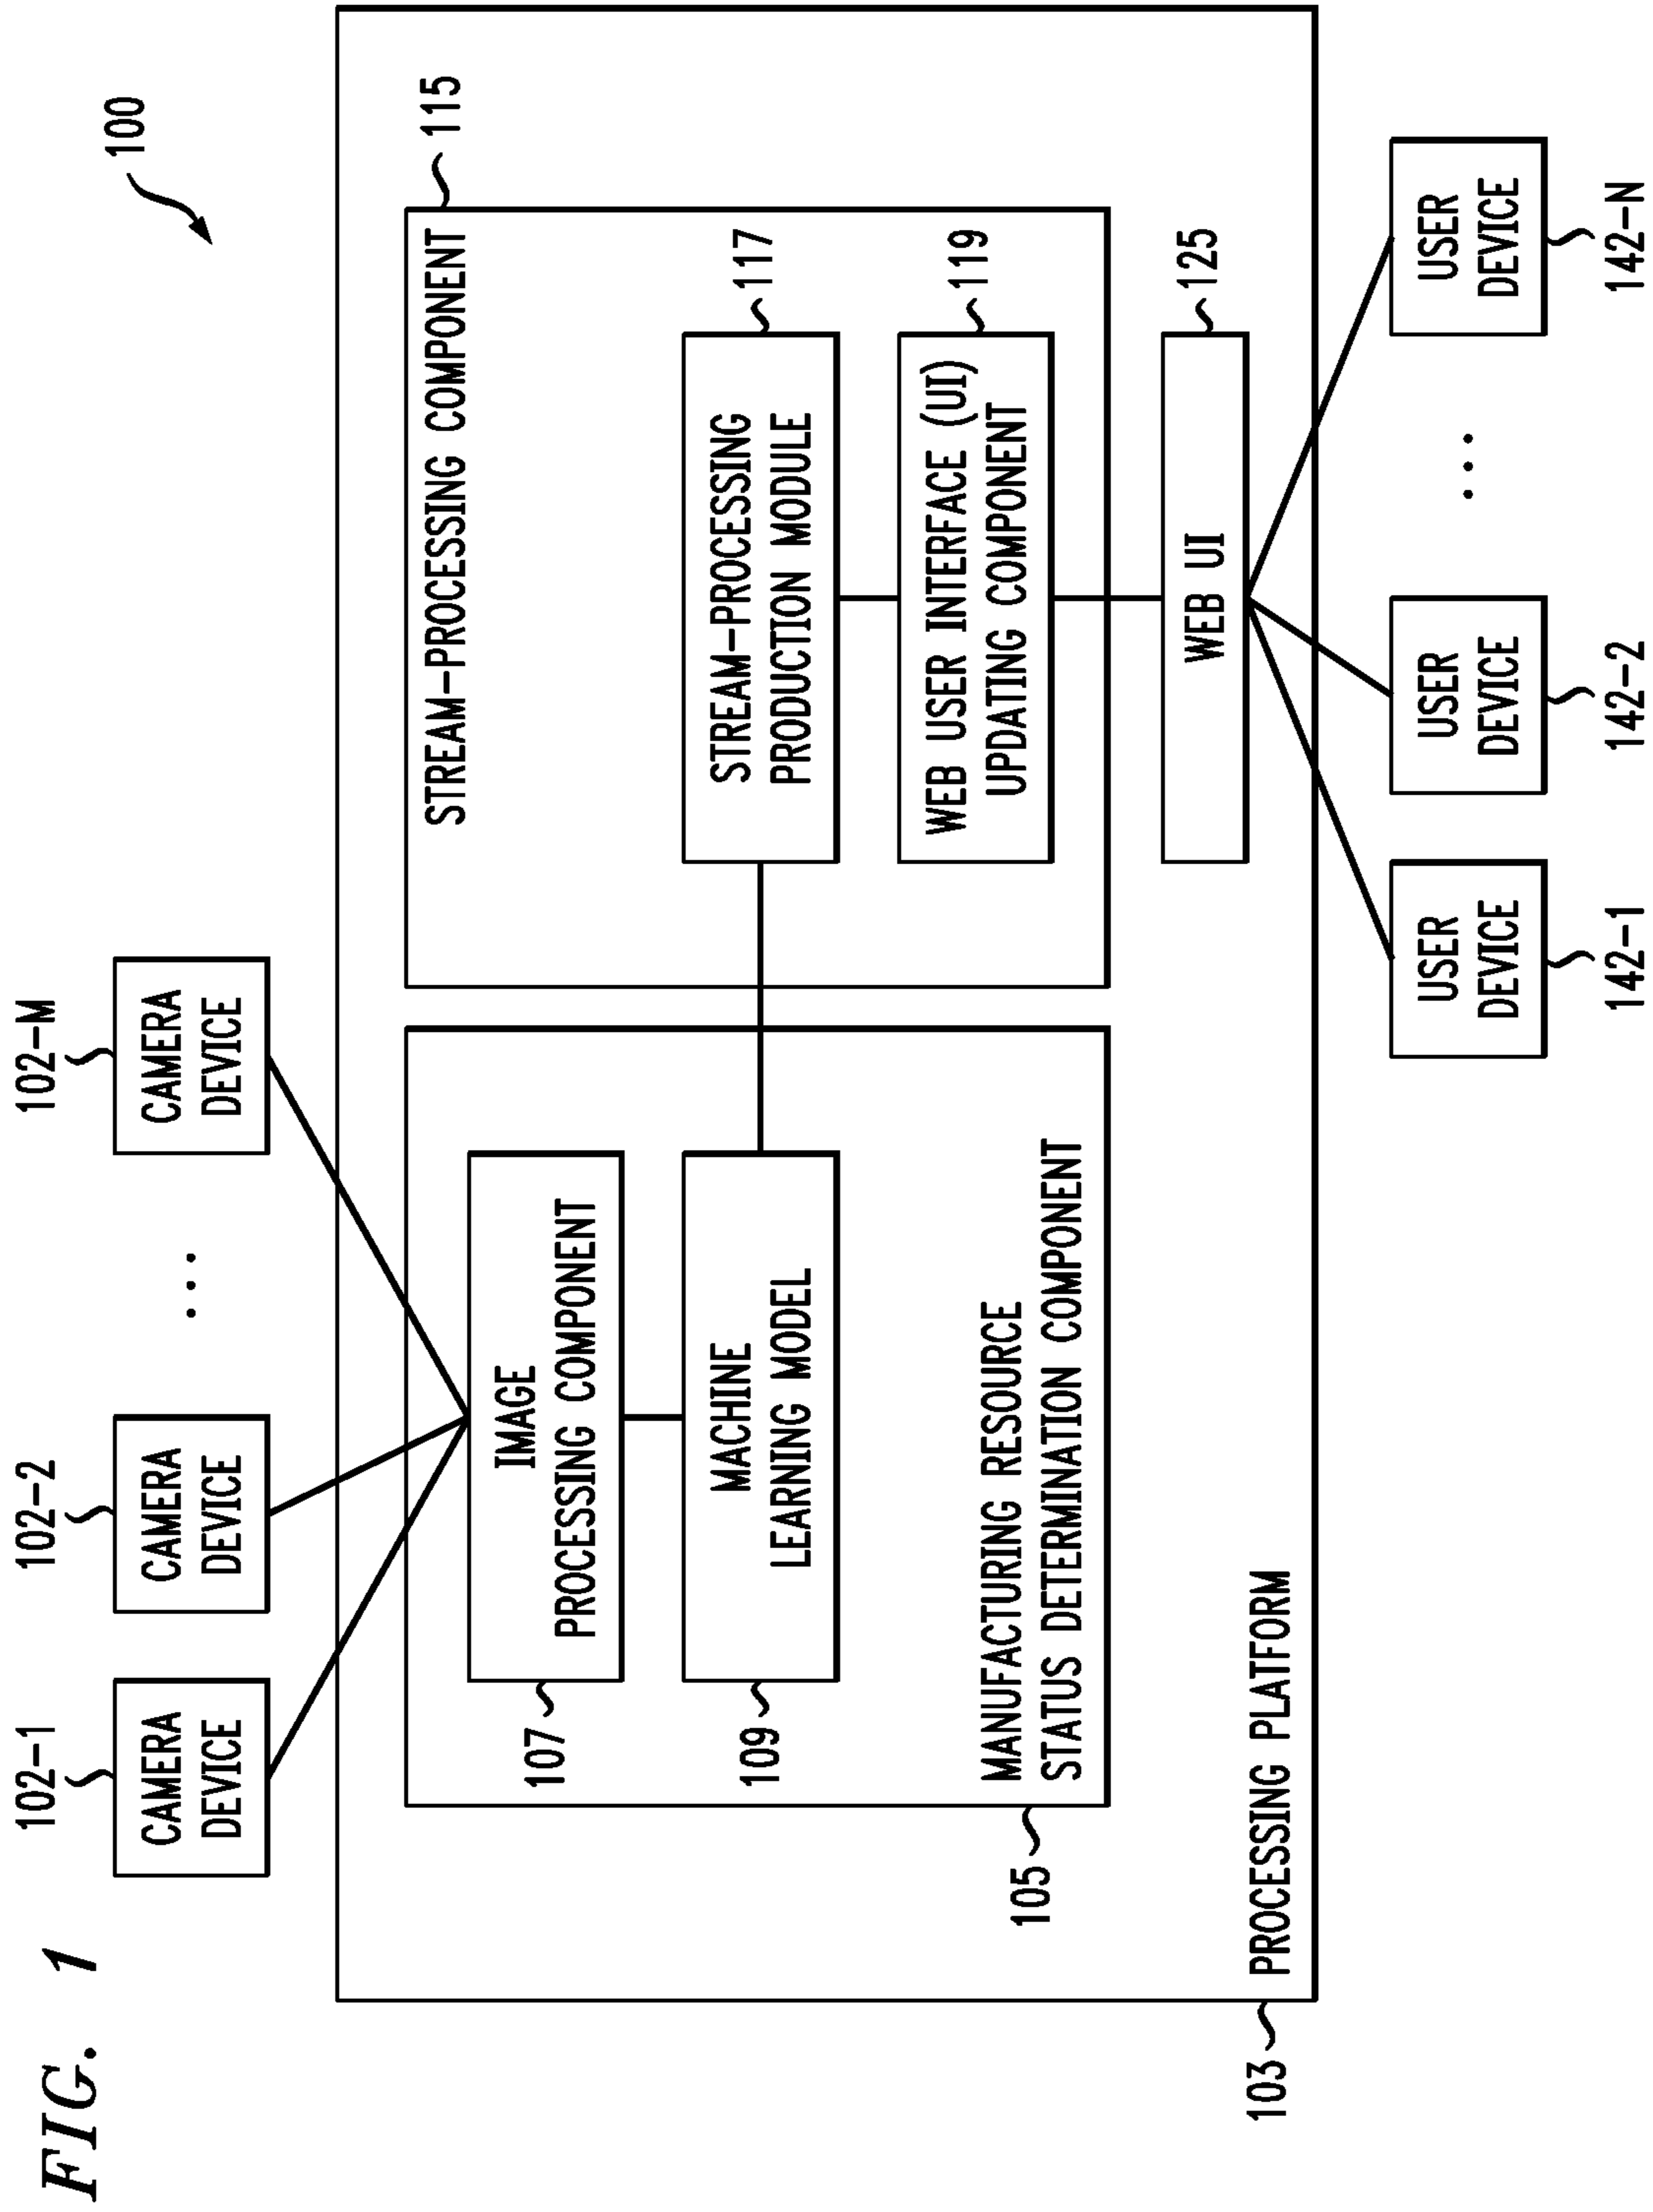 FIG. 1
100
102-1
102-2
102-M
CAMERA
DEVICE
CAMERA
DEVICE
...
CAMERA
DEVICE
115
STREAM-PROCESSING COMPONENT
IMAGE
PROCESSING COMPONENT
107
MACHINE
LEARNING MODEL
109
STREAM-PROCESSING
PRODUCTION MODULE
117
WEB USER INTERFACE (UI)
UPDATING COMPONENT
119
MANUFACTURING RESOURCE
STATUS DETERMINATION COMPONENT
105
WEB UI
125
PROCESSING PLATFORM
103
USER
DEVICE
USER
DEVICE
...
USER
DEVICE
142-1
142-2
142-N